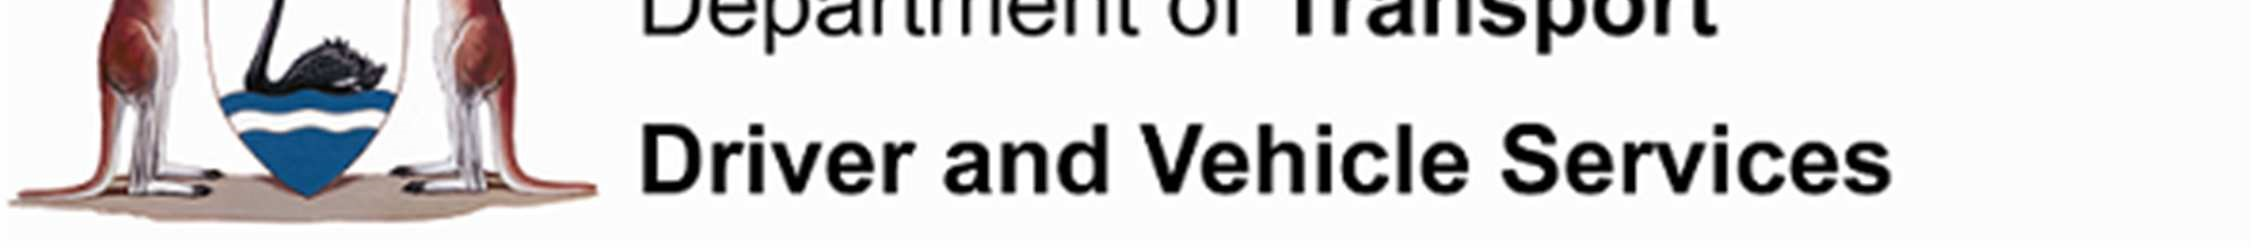 Department of Transport
Driver and Vehicle Services